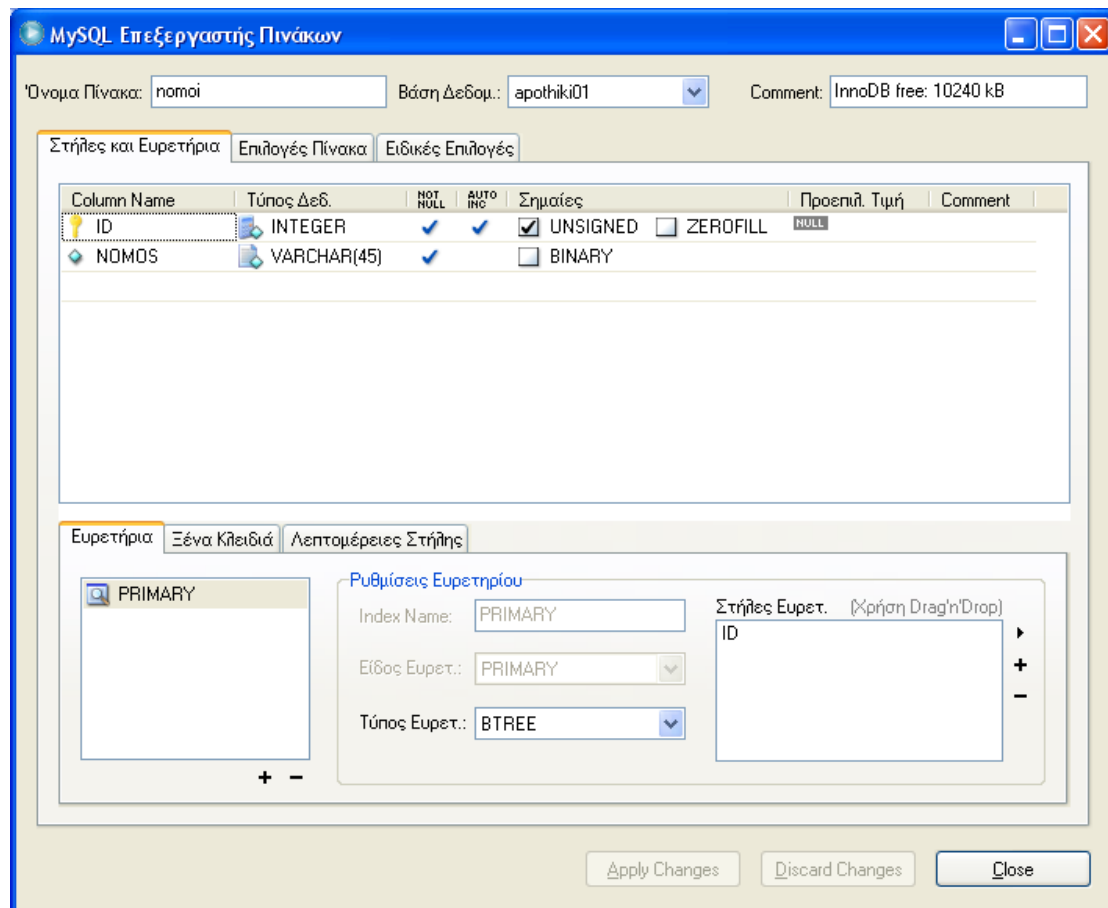 MySQL Επεξεργαστής Πινάκων
Όνομα Πίνακα: nomoi Βάση Δεδομ.: apothiki01 Comment: InnoDB free: 10240 kB
Στήλες και Ευρετήρια Επιλογές Πίνακα Ειδικές Επιλογές
Column Name Τύπος Δεδ. NOT NULL AUTO INC Σημαίες Προεπιλ. Τιμή Comment
ID INTEGER UNSIGNED ZEROFILL NULL
NOMOS VARCHAR(45) BINARY
Ευρετήρια Ξένα Κλειδιά Λεπτομέρειες Στήλης
PRIMARY
Ρυθμίσεις Ευρετηρίου
Index Name: PRIMARY
Είδος Ευρετ.: PRIMARY
Τύπος Ευρετ.: BTREE
Στήλες Ευρετ. (Χρήση Drag'n'Drop)
ID
Apply Changes Discard Changes Close